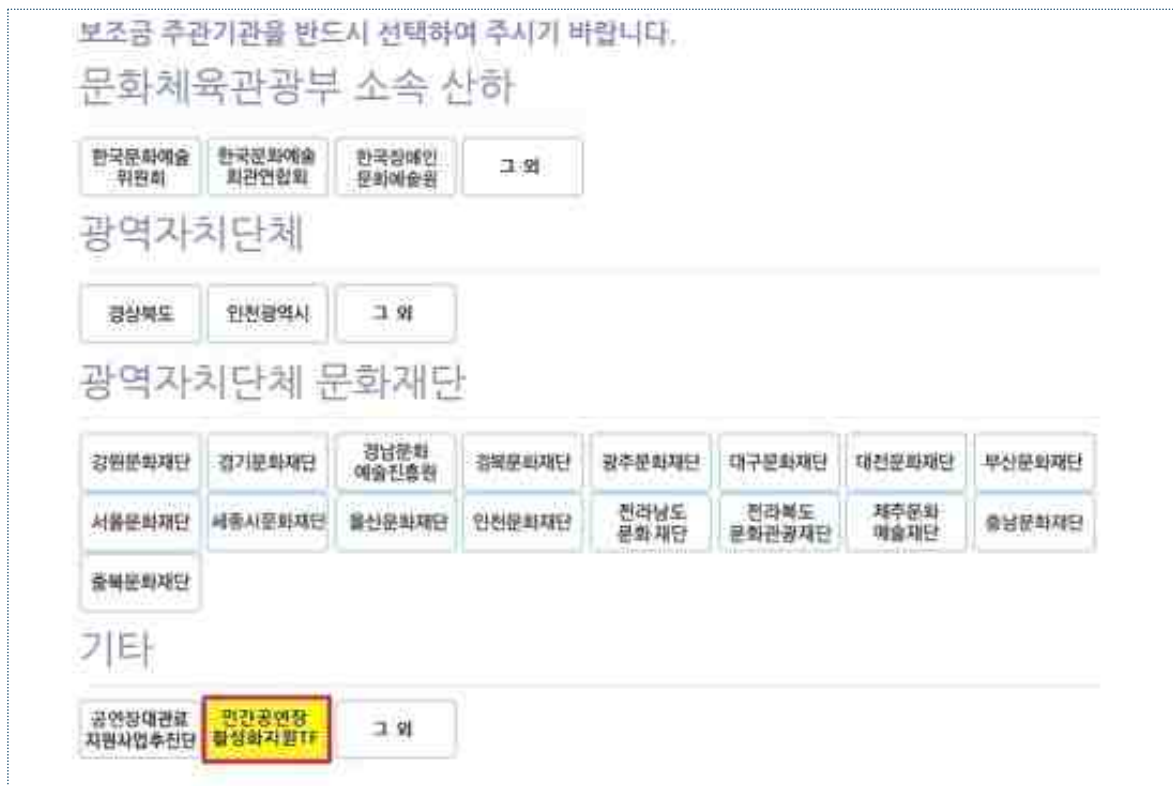 보조금 주관기관을 반드시 선택하여 주시기 바랍니다.
문화체육관광부 소속 산하
한국문화예술
위원회
한국문화예술
회관연합회
한국장애인
문화예술원
그 외
광역자치단체
경상북도
인천광역시
그 외
광역자치단체 문화재단
강원문화재단
경기문화재단
경남문화
예술진흥원
경북문화재단
광주문화재단
대구문화재단
대전문화재단
부산문화재단
서울문화재단
세종시문화재단
울산문화재단
인천문화재단
전라남도
문화 재단
전라북도
문화관광재단
제주문화
예술재단
충남문화재단
충북문화재단
기타
공연장대관료
지원사업추진단
민간공연장
활성화지원TF
그 외